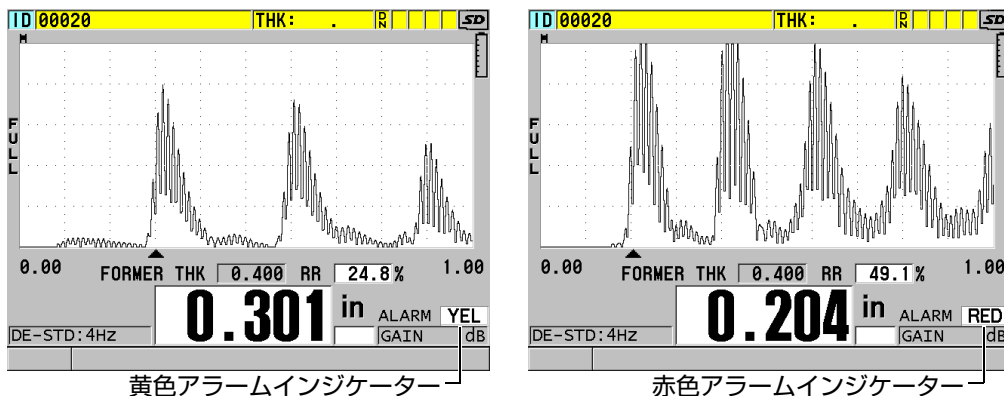 ID 00020 THK: . DN SD
M
FULL
0.00 FORMER THK 0.400 RR 24.8% 1.00
0.301 in ALARM YEL
DE-STD:4Hz GAIN dB
黄色アラームインジケーター
ID 00020 THK: . DN SD
M
FULL
0.00 FORMER THK 0.400 RR 49.1% 1.00
0.204 in ALARM RED
DE-STD:4Hz GAIN dB
赤色アラームインジケーター